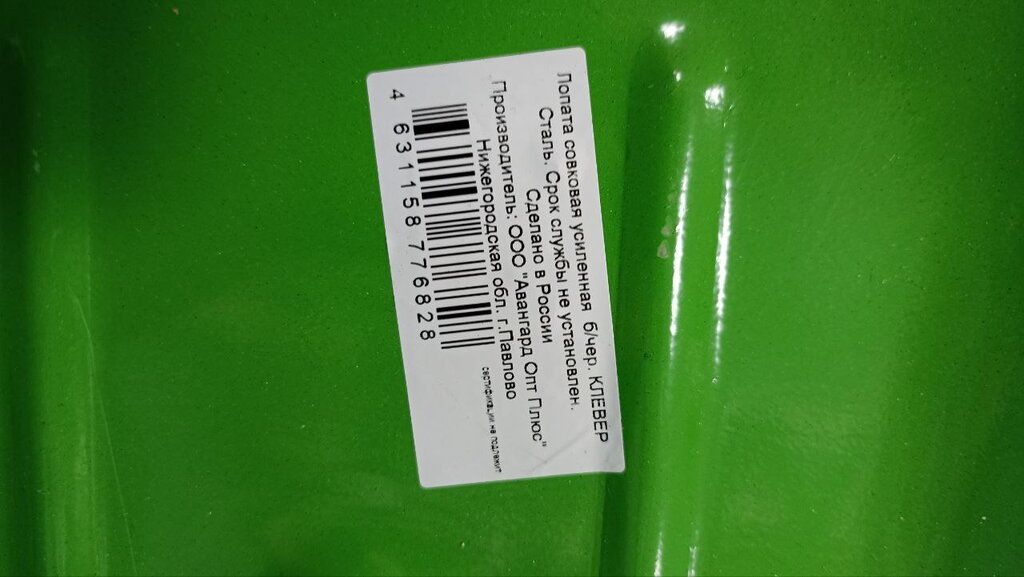 Лопата совковая усиленная б/чер. КЛЕВЕР
Сталь. Срок службы не установлен.
Сделано в России
Производитель: ООО "Авангард Опт Плюс"
Нижегородская обл. г.Павлово
сертификации не подлежит
4 631158 776828